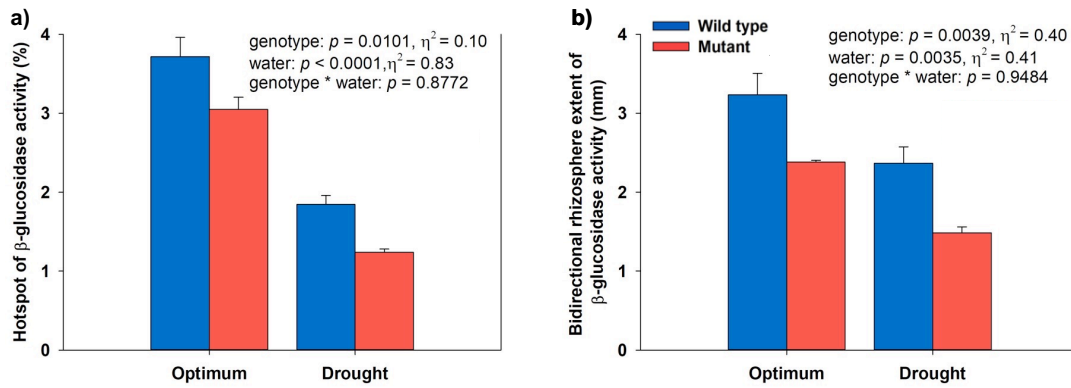 a)
Hotspot of β-glucosidase activity (%)
4
3
2
1
0
genotype: p = 0.0101, η² = 0.10
water: p < 0.0001,η² = 0.83
genotype * water: p = 0.8772
Optimum
Drought
b)
Bidirectional rhizosphere extent of
β-glucosidase activity (mm)
4
3
2
1
0
Wild type
Mutant
genotype: p = 0.0039, η² = 0.40
water: p = 0.0035, η² = 0.41
genotype * water: p = 0.9484
Optimum
Drought